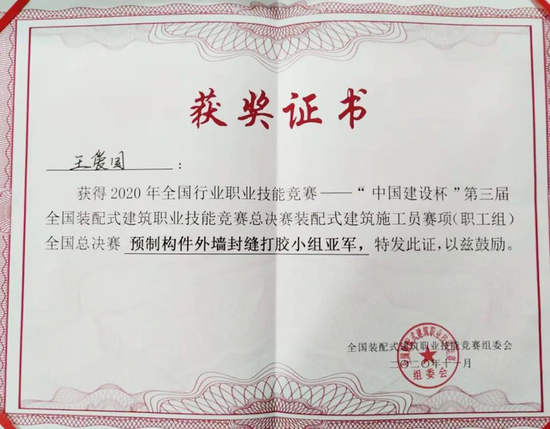 获奖证书
王爱国：
获得2020年全国行业职业技能竞赛——“中国建设杯”第三届
全国装配式建筑职业技能竞赛总决赛装配式建筑施工员赛项(职工组)
全国总决赛 预制构件外墙封缝打胶小组亚军，特发此证，以兹鼓励。
全国装配式建筑职业技能竞赛组委会
二〇二〇年十一月
组委会